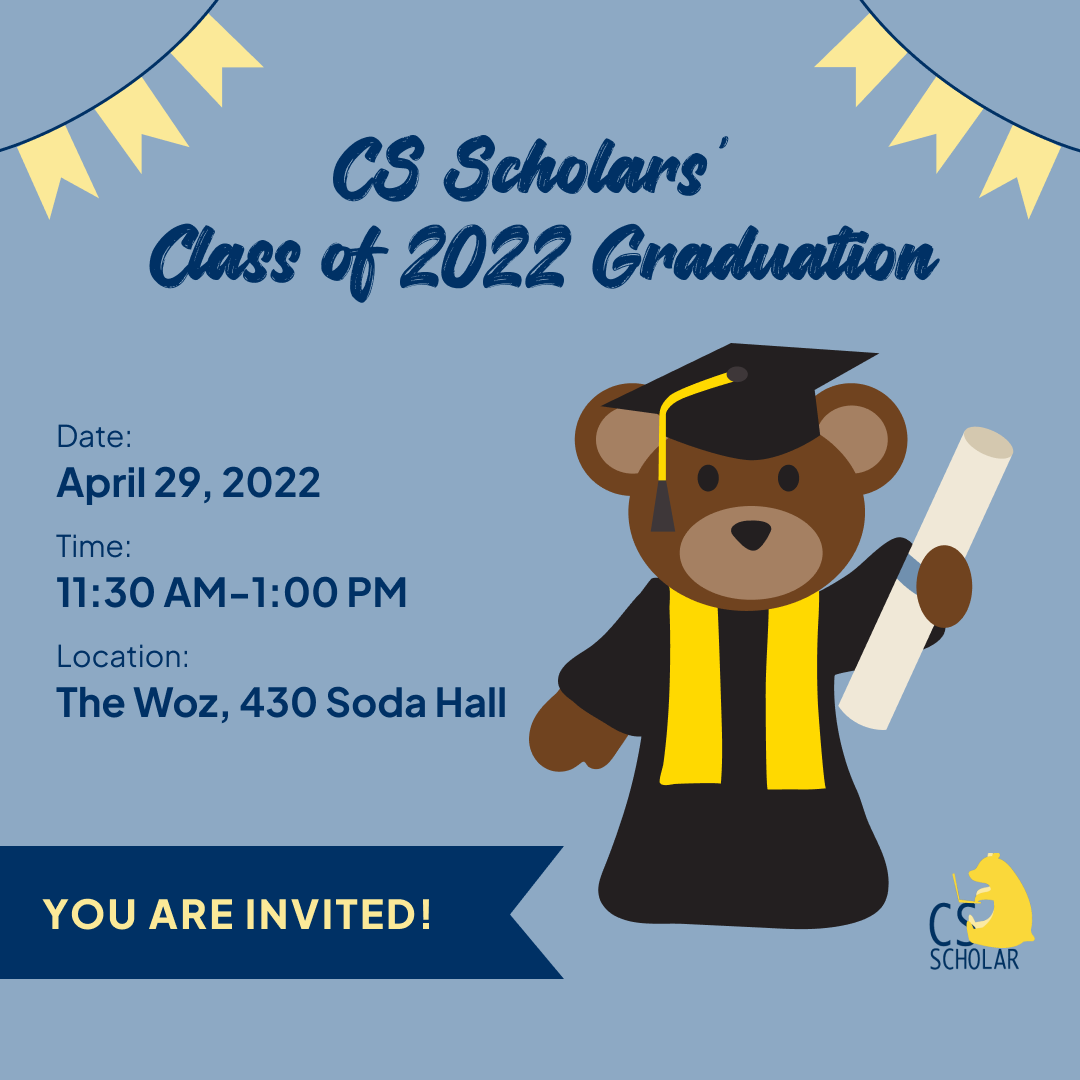 CS Scholars'
Class of 2022 Graduation
Date:
April 29, 2022
Time:
11:30 AM–1:00 PM
Location:
The Woz, 430 Soda Hall
YOU ARE INVITED!
CS
SCHOLAR